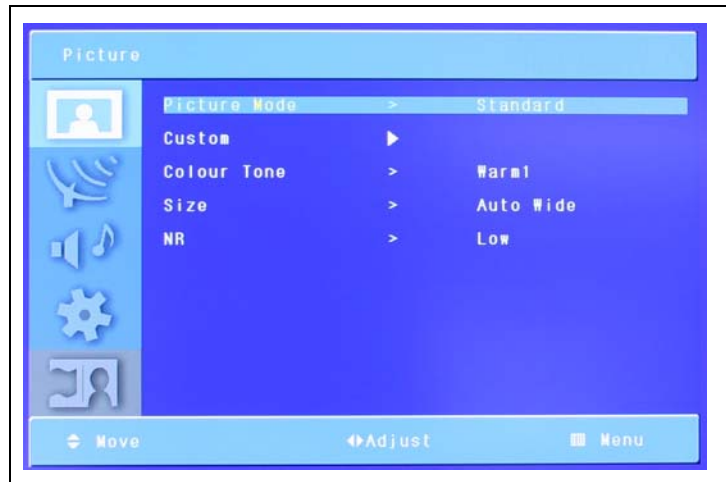 Picture
Picture Mode > Standard
Custom
Colour Tone > Warm1
Size > Auto Wide
NR > Low
Move Adjust Menu